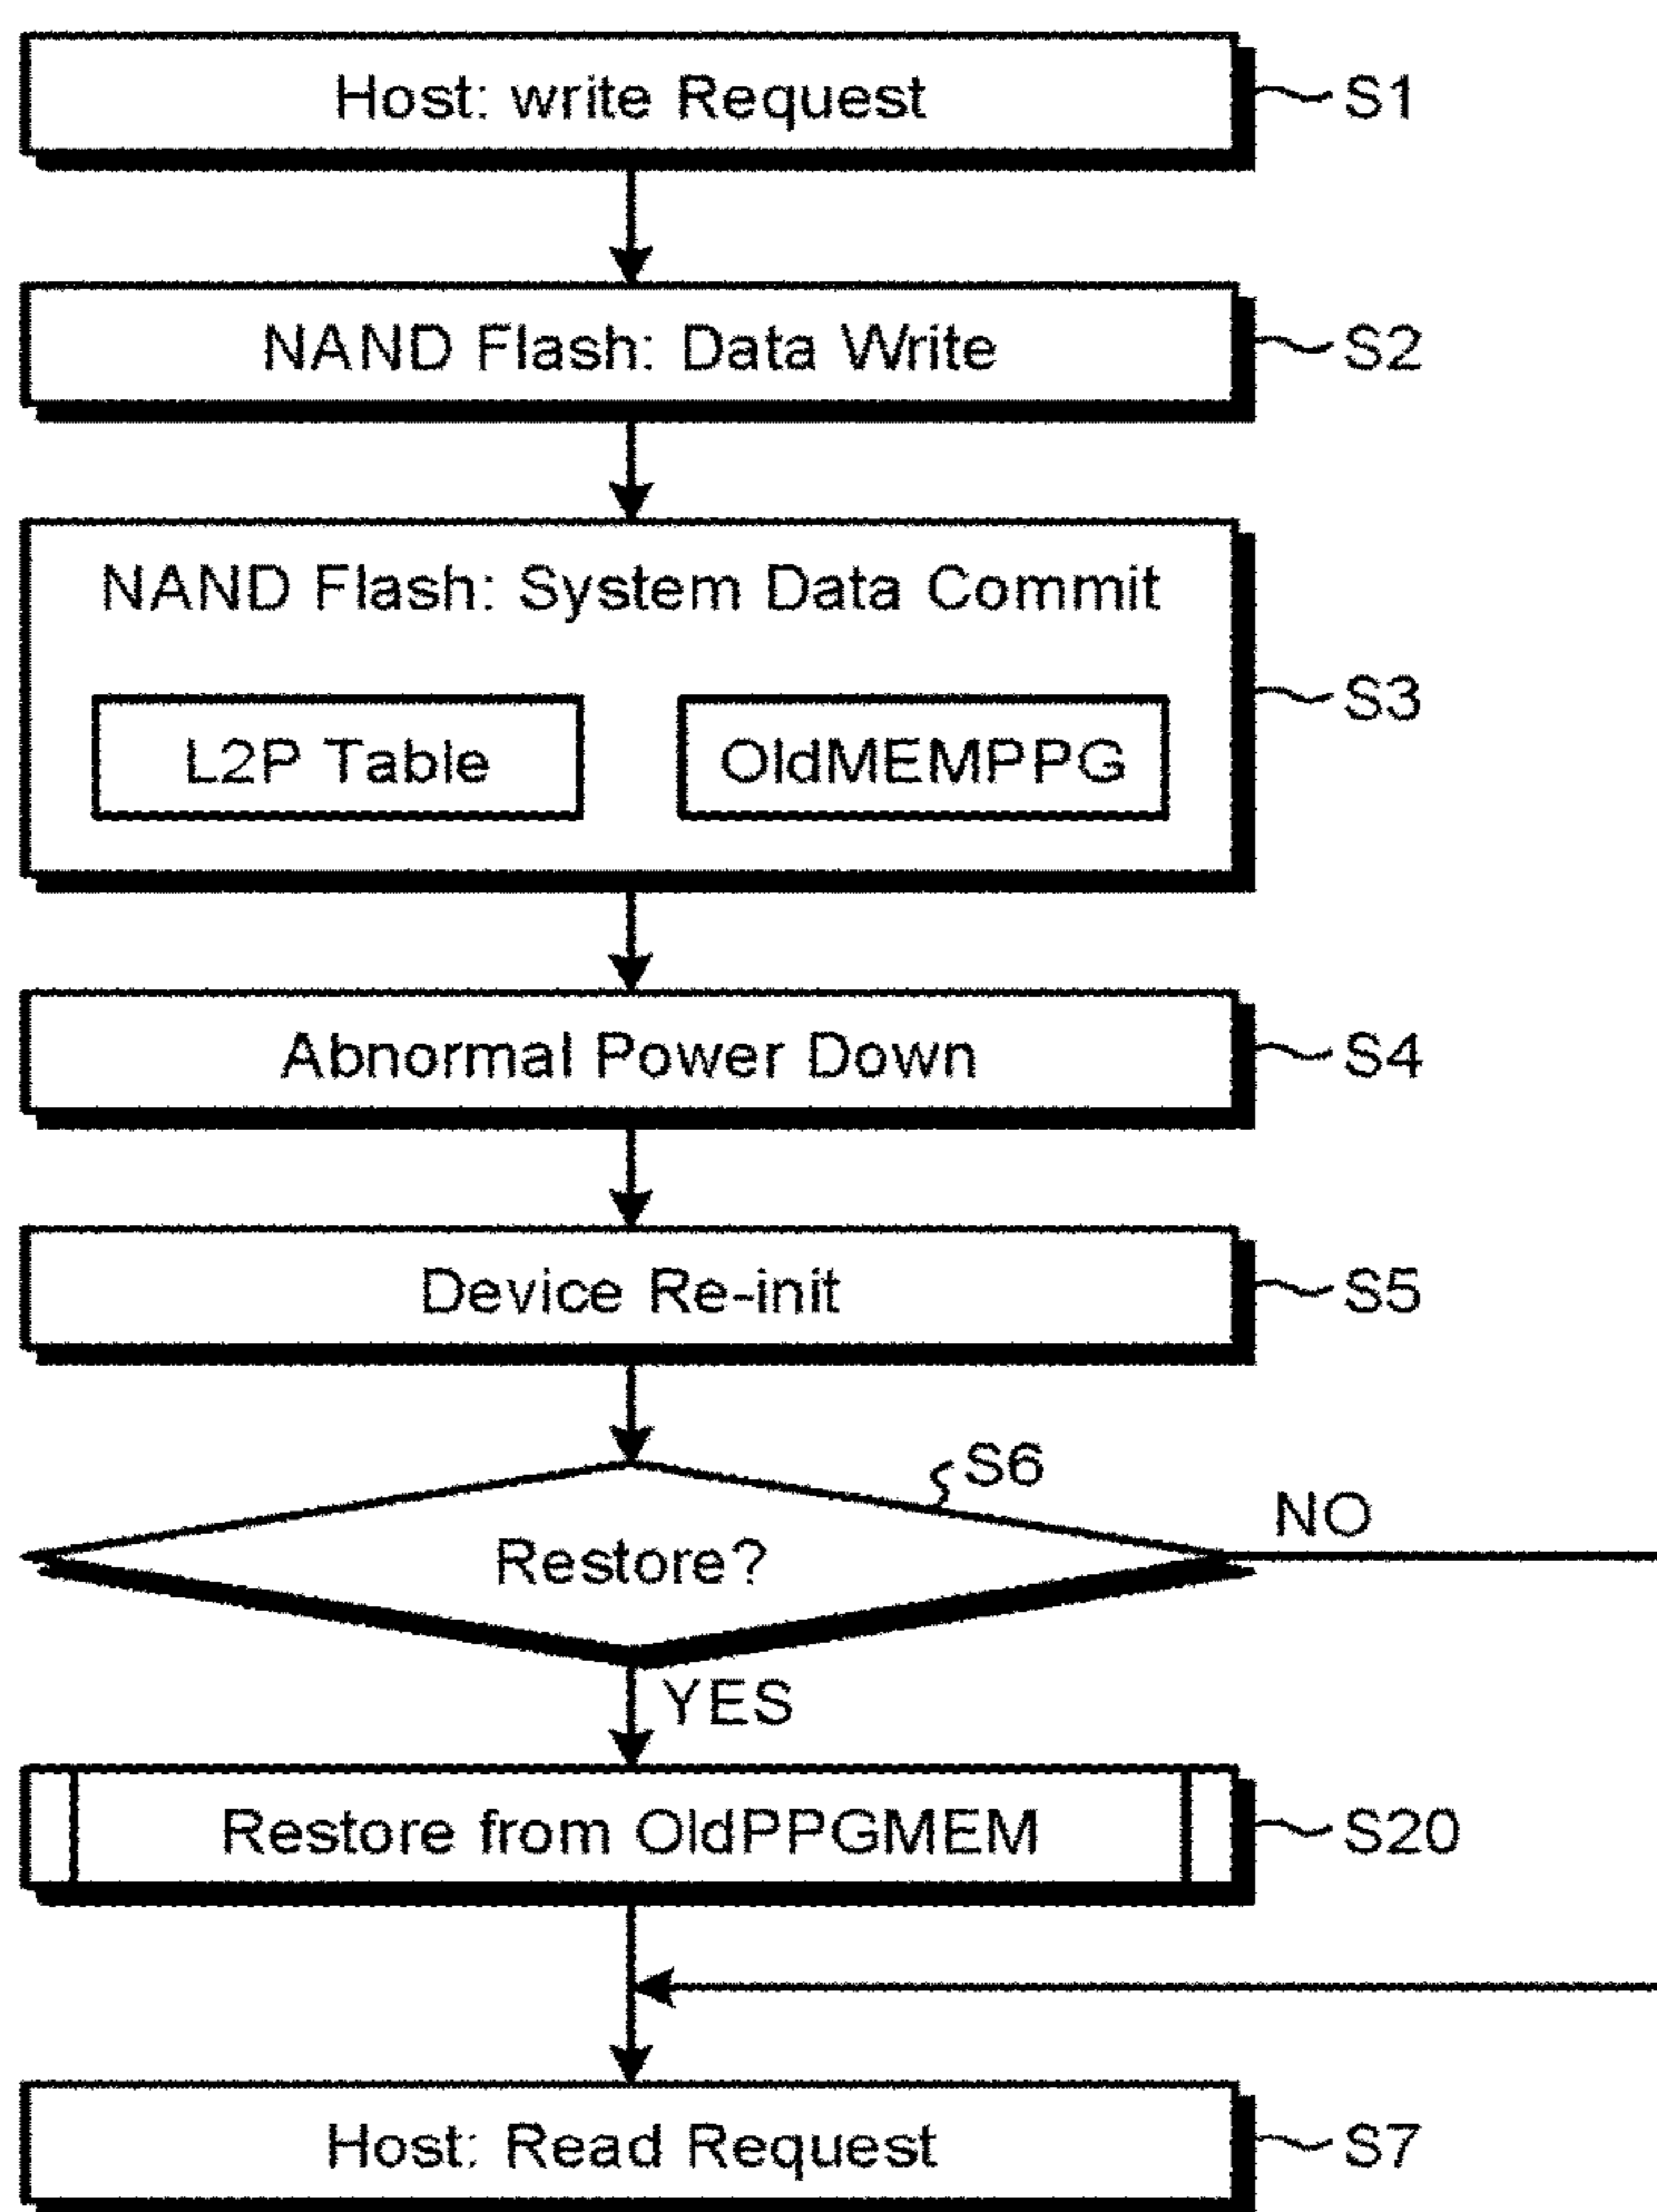 Host: write Request
S1
NAND Flash: Data Write
S2
NAND Flash: System Data Commit
L2P Table
OldMEMPPG
S3
Abnormal Power Down
S4
Device Re-init
S5
S6
Restore?
NO
YES
Restore from OldPPGMEM
S20
Host: Read Request
S7